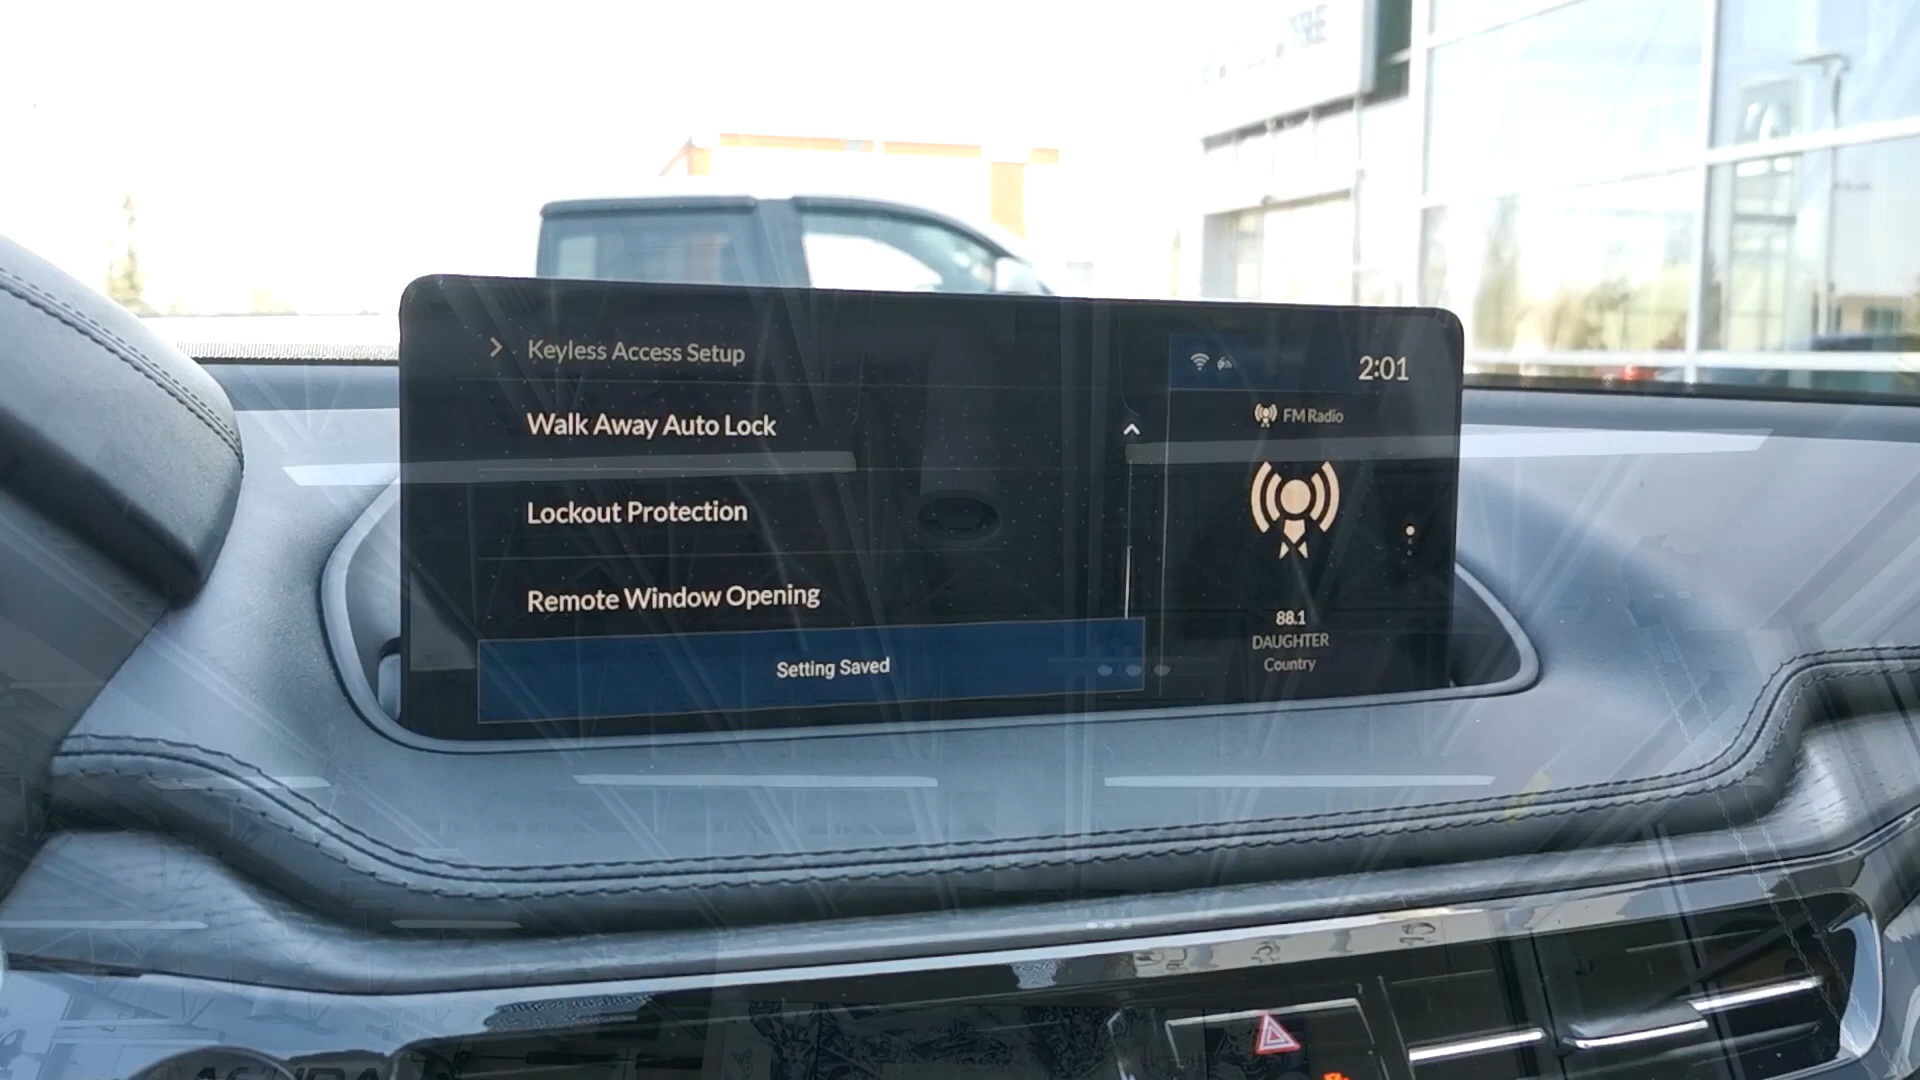 Keyless Access Setup
Walk Away Auto Lock
Lockout Protection
Remote Window Opening
Setting Saved
2:01
FM Radio
88.1
DAUGHTER
Country
ACURA